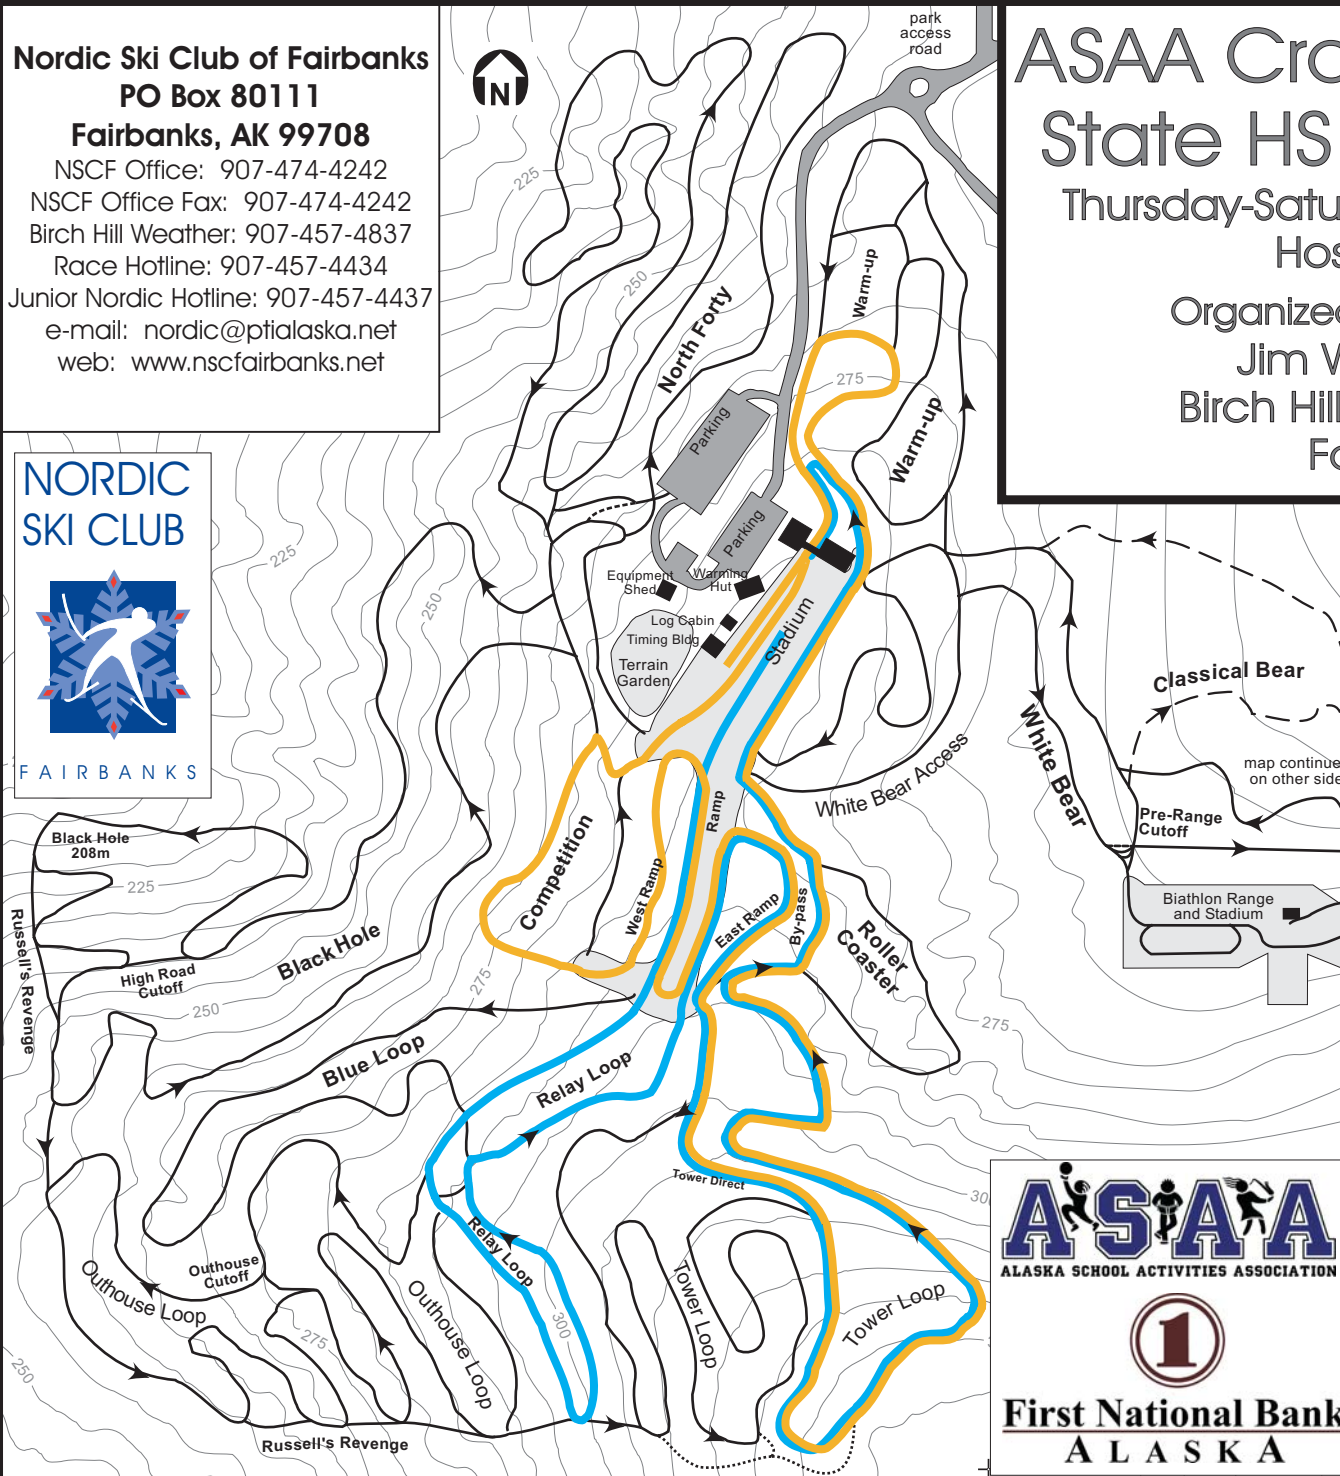 Nordic Ski Club of Fairbanks
PO Box 80111
Fairbanks, AK 99708
NSCF Office: 907-474-4242
NSCF Office Fax: 907-474-4242
Birch Hill Weather: 907-457-4837
Race Hotline: 907-457-4434
Junior Nordic Hotline: 907-457-4437
e-mail: nordic@ptialaska.net
web: www.nscfairbanks.net
N
park
access
road
ASAA Cro
State HS
Thursday-Satu
Hos
Organize
Jim
Birch Hill
Fo
NORDIC
SKI CLUB
FAIRBANKS
225
250
North Forty
Warm-up
275
Warm-up
Parking
Parking
Equipment
Shed
Warming
Hut
Log Cabin
Timing Bldg
Terrain
Garden
Stadium
225
250
Classical Bear
White Bear
White Bear Access
map continue
on other side
Pre-Range
Cutoff
Biathlon Range
and Stadium
Black Hole
208m
225
Russell's Revenge
High Road
Cutoff
250
Black Hole
Competition
West Ramp
Ramp
East Ramp
By-pass
Roller
Coaster
275
275
Blue Loop
Relay Loop
Tower Direct
30
Relay Loop
300
Outhouse Loop
Outhouse
Cutoff
275
250
Outhouse Loop
Tower Loop
Tower Loop
Russell's Revenge
ASAA
ALASKA SCHOOL ACTIVITIES ASSOCIATION
1
First National Bank
ALASKA